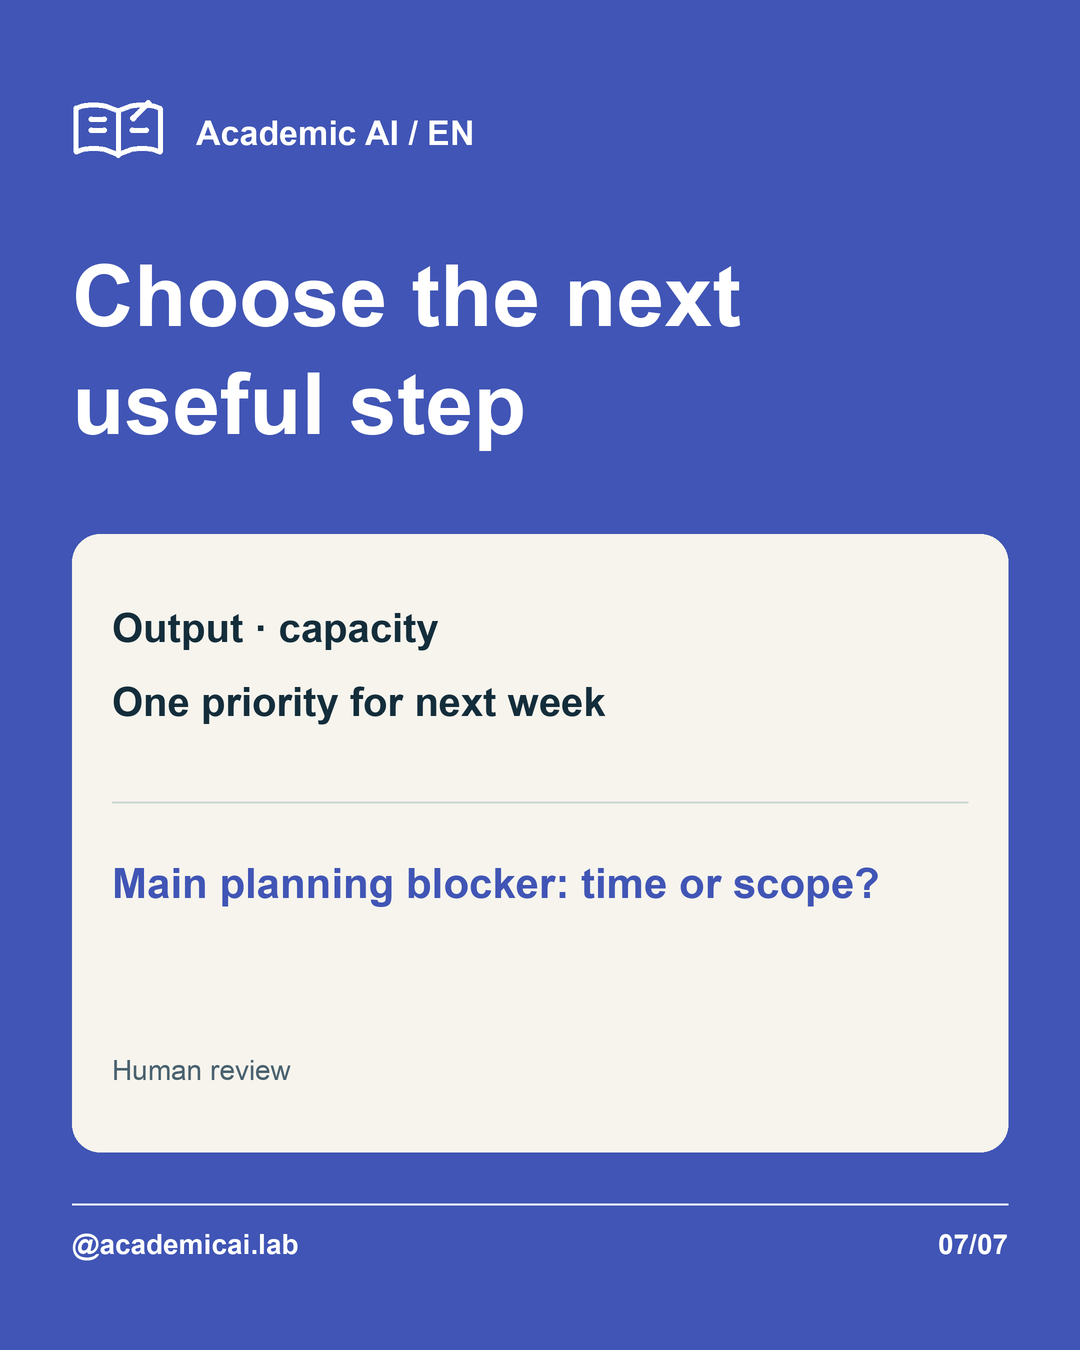 Academic AI / EN
Choose the next
useful step
Output · capacity
One priority for next week
Main planning blocker: time or scope?
Human review
@academicai.lab
07/07